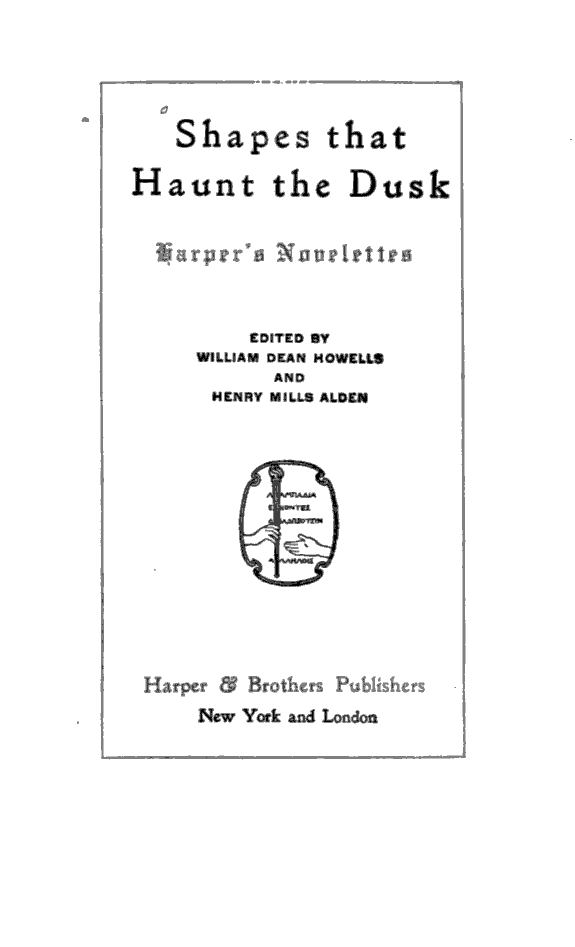 Shapes that
Haunt the Dusk
Harper's Novelettes
EDITED BY
WILLIAM DEAN HOWELLS
AND
HENRY MILLS ALDEN
Harper & Brothers Publishers
New York and London